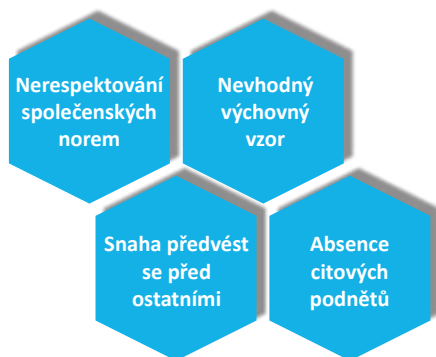 Nerespektování
společenských
norem
Nevhodný
výchovný
vzor
Snaha předvést
se před
ostatními
Absence
citových
podnětů